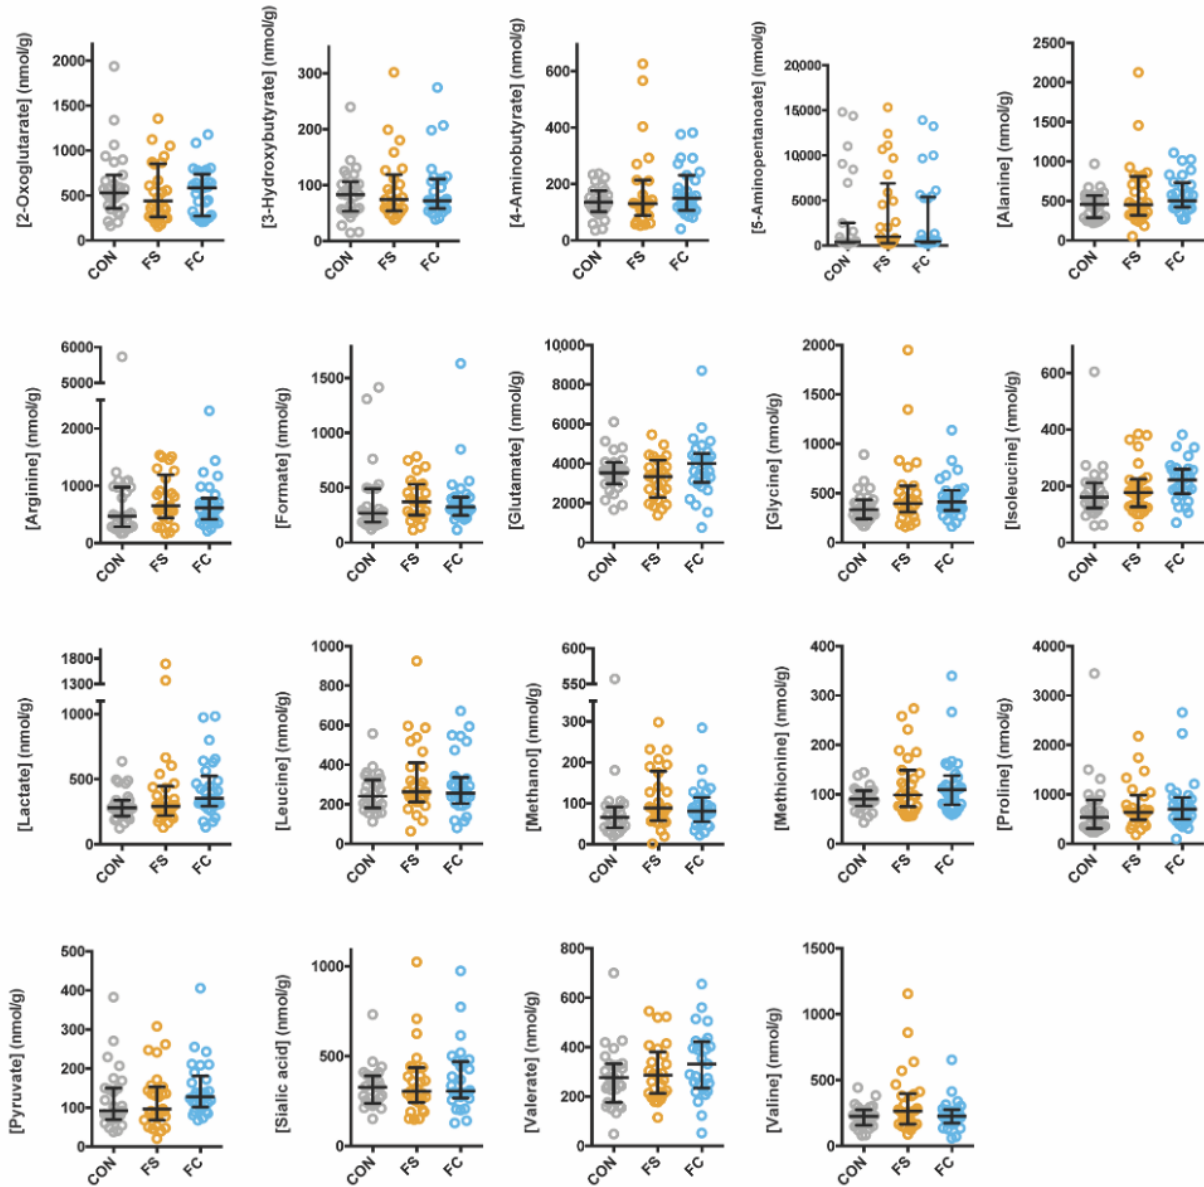 [2-Oxoglutarate] (nmol/g)
2000
1500
1000
500
0
CON
FS
FC
[3-Hydroxybutyrate] (nmol/g)
300
200
100
0
CON
FS
FC
[4-Aminobutyrate] (nmol/g)
600
400
200
0
CON
FS
FC
[5-Aminopentanoate] (nmol/g)
20000
15000
10000
5000
0
CON
FS
FC
[Alanine] (nmol/g)
2500
2000
1500
1000
500
0
CON
FS
FC
[Arginine] (nmol/g)
6000
5000
2000
1000
0
CON
FS
FC
[Formate] (nmol/g)
1500
1000
500
0
CON
FS
FC
[Glutamate] (nmol/g)
10000
8000
6000
4000
2000
0
CON
FS
FC
[Glycine] (nmol/g)
2000
1500
1000
500
0
CON
FS
FC
[Isoleucine] (nmol/g)
600
400
200
0
CON
FS
FC
[Lactate] (nmol/g)
1800
1300
1000
500
0
CON
FS
FC
[Leucine] (nmol/g)
1000
800
600
400
200
0
CON
FS
FC
[Methanol] (nmol/g)
600
550
300
200
100
0
CON
FS
FC
[Methionine] (nmol/g)
400
300
200
100
0
CON
FS
FC
[Proline] (nmol/g)
4000
3000
2000
1000
0
CON
FS
FC
[Pyruvate] (nmol/g)
500
400
300
200
100
0
CON
FS
FC
[Sialic acid] (nmol/g)
1000
500
0
CON
FS
FC
[Valerate] (nmol/g)
800
600
400
200
0
CON
FS
FC
[Valine] (nmol/g)
1500
1000
500
0
CON
FS
FC